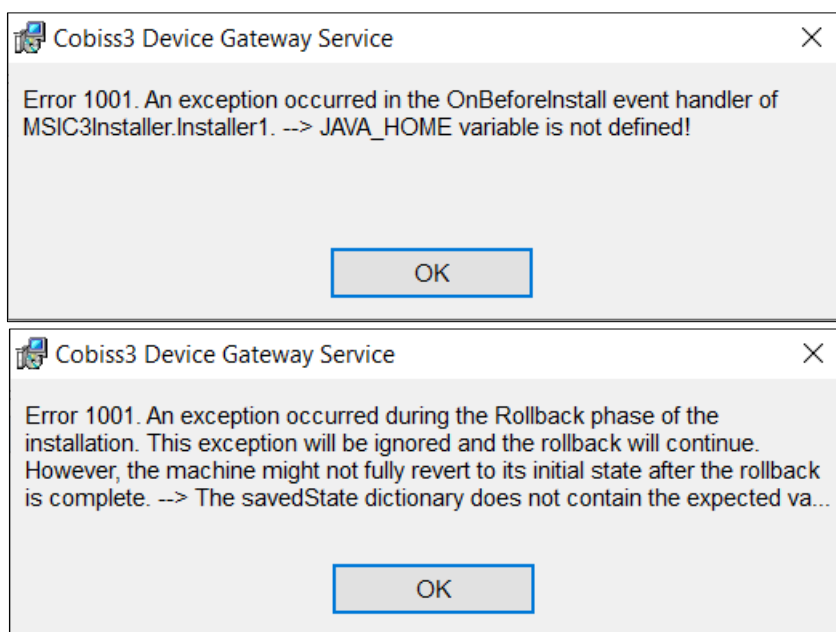 Cobiss3 Device Gateway Service
Error 1001. An exception occurred in the OnBeforeInstall event handler of
MSIC3Installer.Installer1. --> JAVA_HOME variable is not defined!
OK
Cobiss3 Device Gateway Service
Error 1001. An exception occurred during the Rollback phase of the
installation. This exception will be ignored and the rollback will continue.
However, the machine might not fully revert to its initial state after the rollback
is complete. --> The savedState dictionary does not contain the expected va...
OK